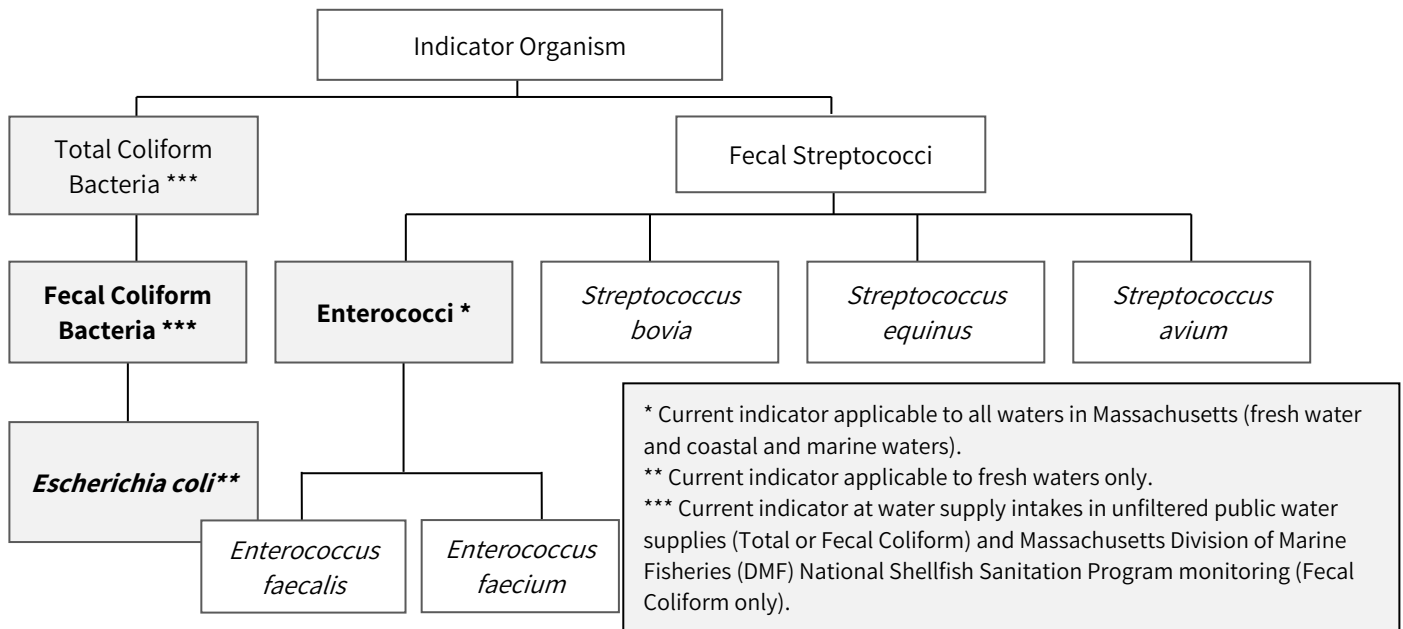 Indicator Organism
Total Coliform
Bacteria ***
Fecal Streptococci
Fecal Coliform
Bacteria ***
Enterococci *
Streptococcus
bovia
Streptococcus
equinus
Streptococcus
avium
Escherichia coli**
Enterococcus
faecalis
Enterococcus
faecium
* Current indicator applicable to all waters in Massachusetts (fresh water
and coastal and marine waters).
** Current indicator applicable to fresh waters only.
*** Current indicator at water supply intakes in unfiltered public water
supplies (Total or Fecal Coliform) and Massachusetts Division of Marine
Fisheries (DMF) National Shellfish Sanitation Program monitoring (Fecal
Coliform only).